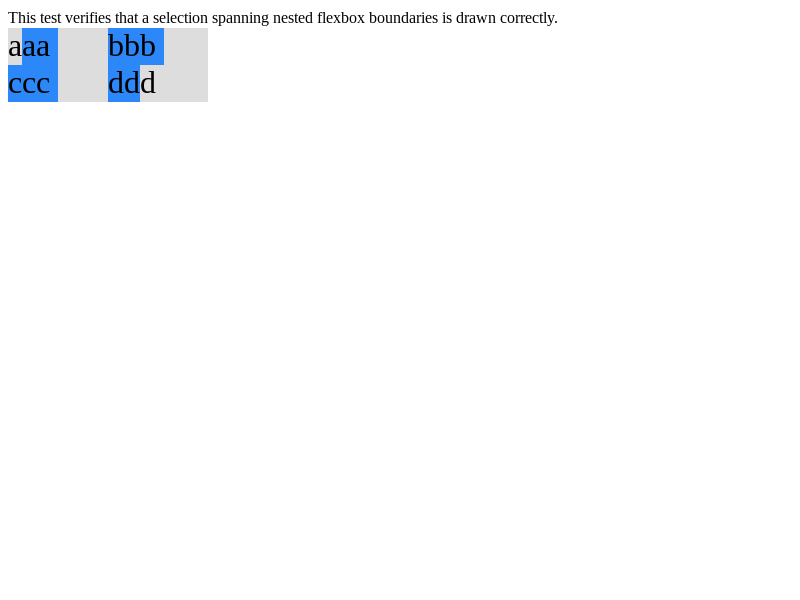 This test verifies that a selection spanning nested flexbox boundaries is drawn correctly.
aaa bbb
ccc ddd